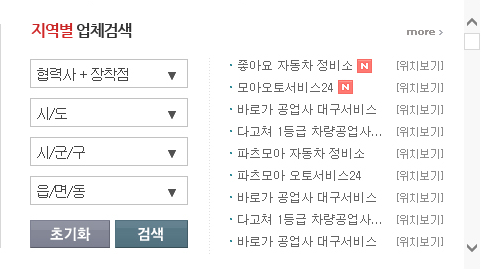 지역별 업체검색
more >
협력사 + 장착점 ▼
시/도 ▼
시/군/구 ▼
읍/면/동 ▼
초기화 검색
· 좋아요 자동차 정비소 N [위치보기]
· 모아오토서비스24 N [위치보기]
· 바로가 공업사 대구서비스 [위치보기]
· 다고쳐 1등급 차량공업사... [위치보기]
· 파츠모아 자동차 정비소 [위치보기]
· 파츠모아 오토서비스24 [위치보기]
· 바로가 공업사 대구서비스 [위치보기]
· 다고쳐 1등급 차량공업사... [위치보기]
· 바로가 공업사 대구서비스 [위치보기]